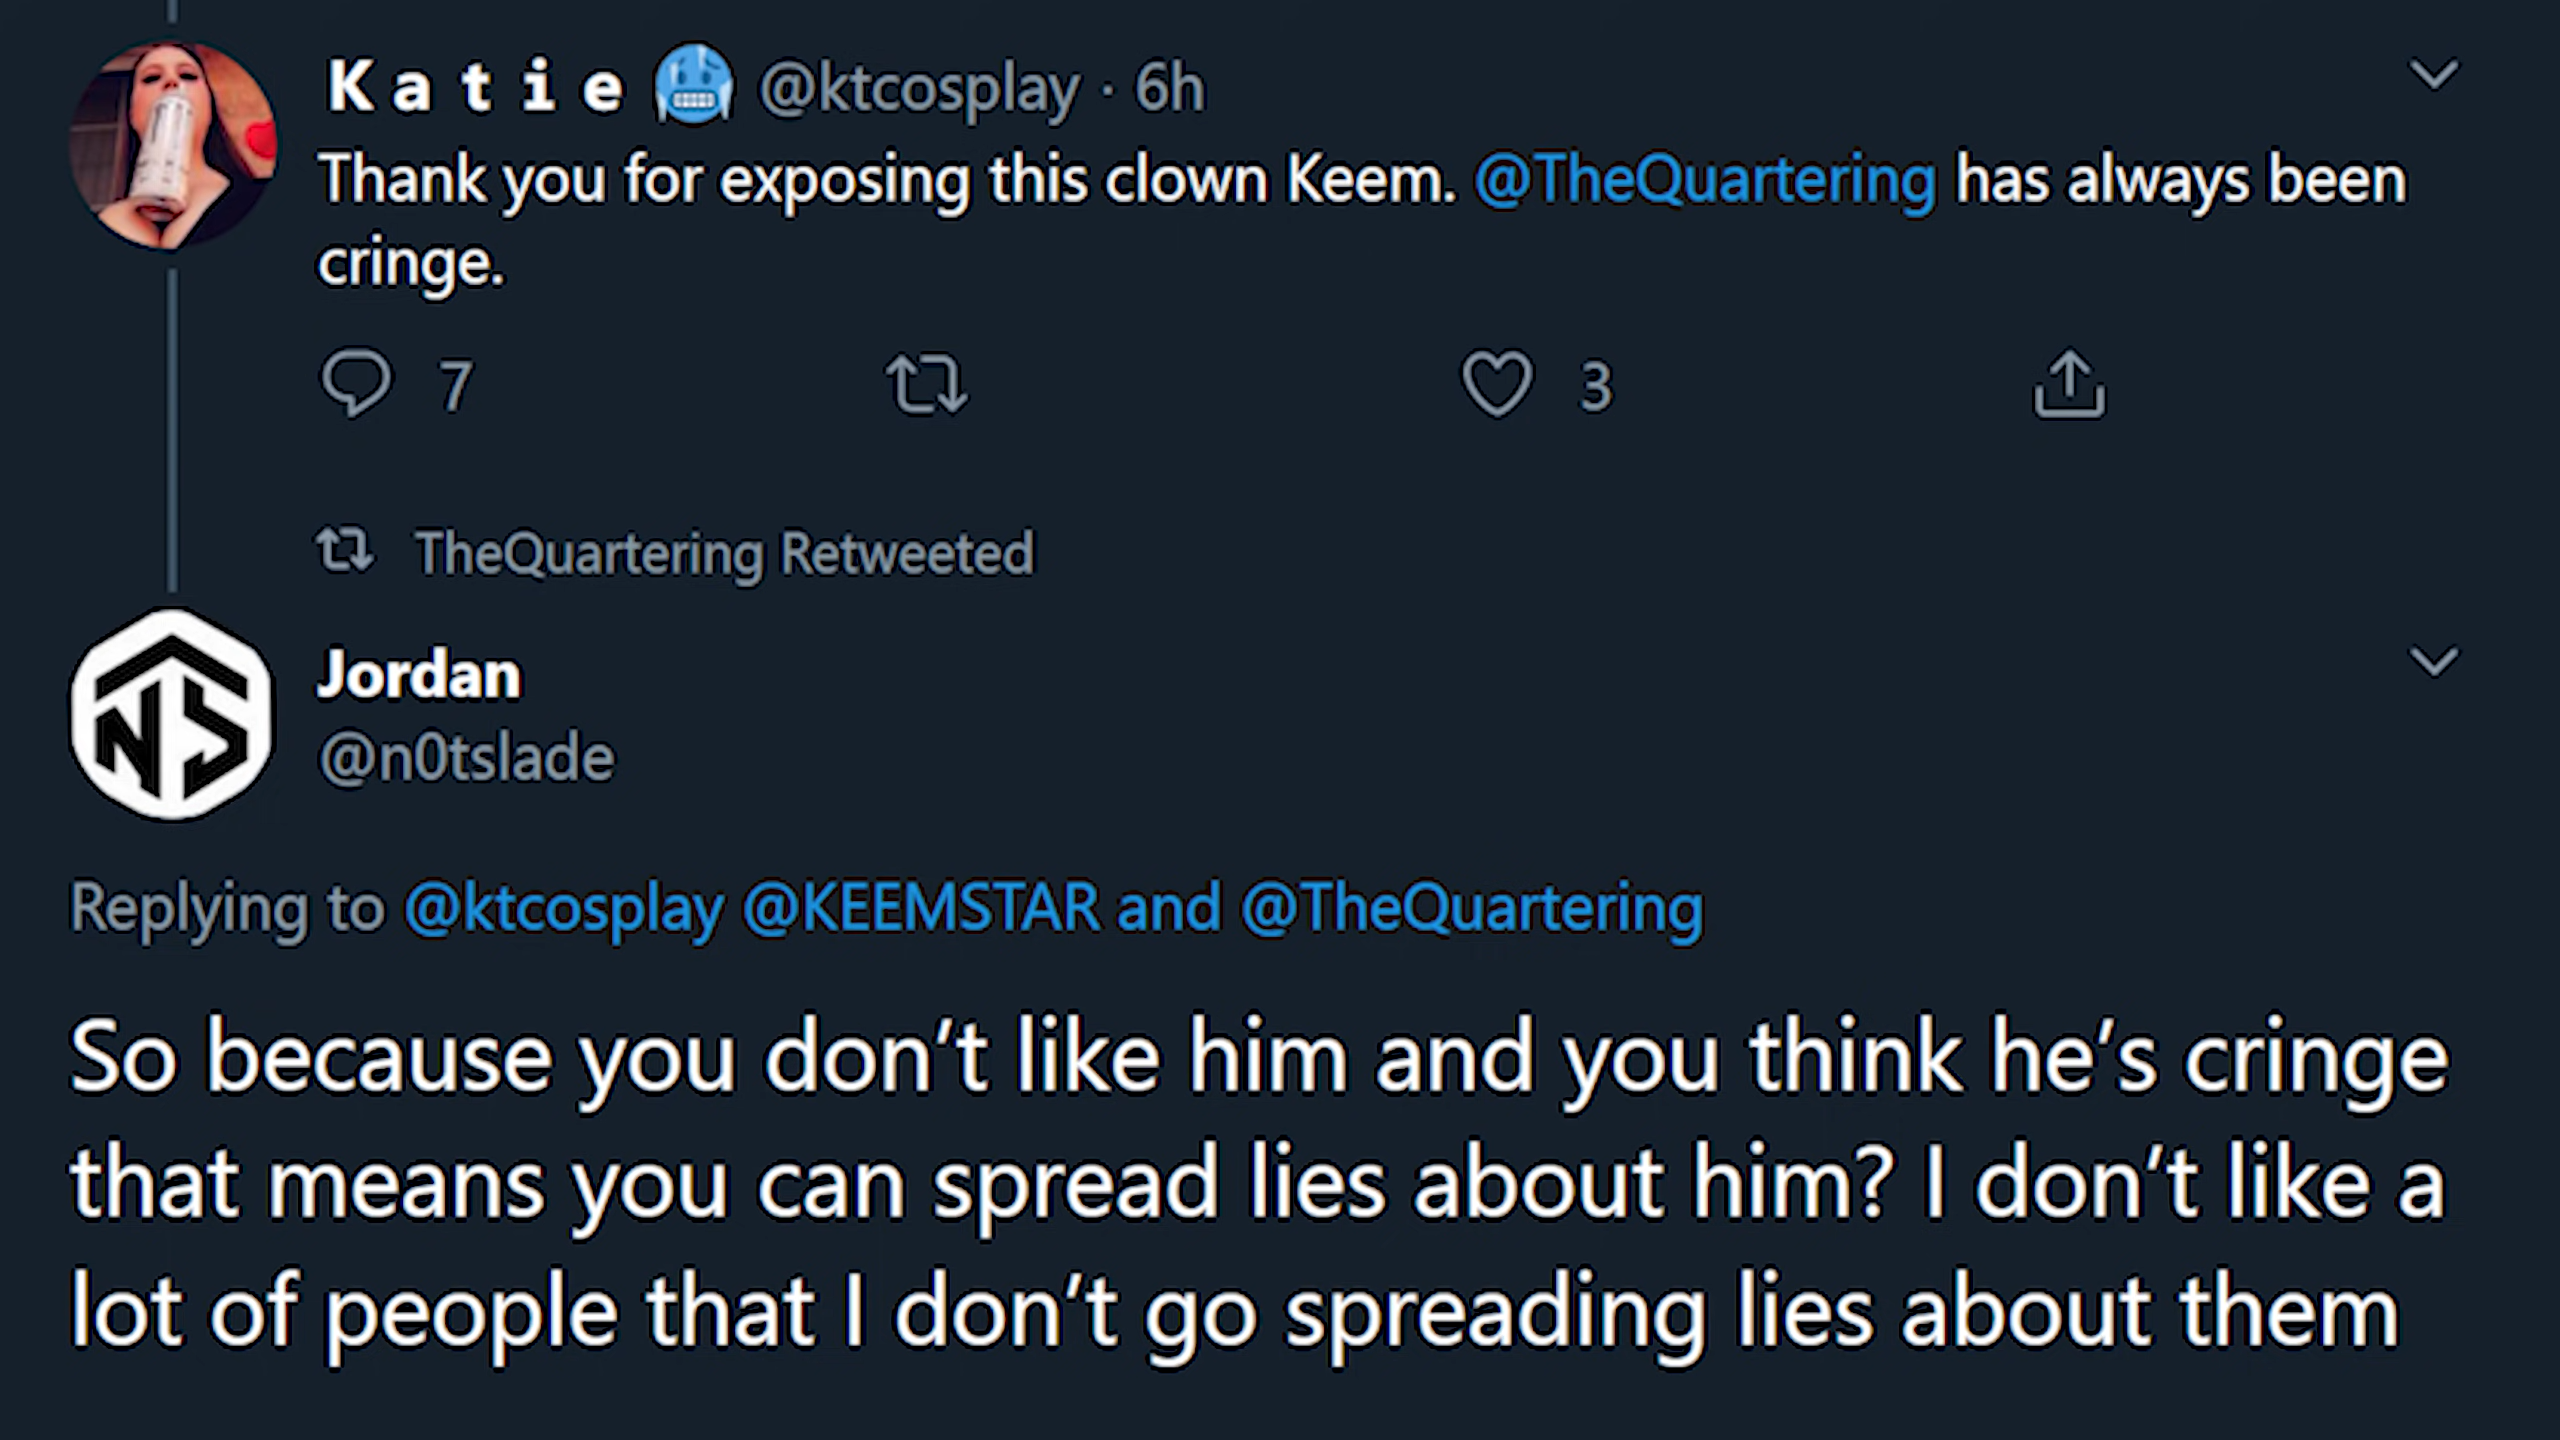 Katie 🥶 @ktcosplay · 6h
Thank you for exposing this clown Keem. @TheQuartering has always been
cringe.
7 3
TheQuartering Retweeted
NS
Jordan
@n0tslade
Replying to @ktcosplay @KEEMSTAR and @TheQuartering
So because you don’t like him and you think he’s cringe
that means you can spread lies about him? I don’t like a
lot of people that I don’t go spreading lies about them